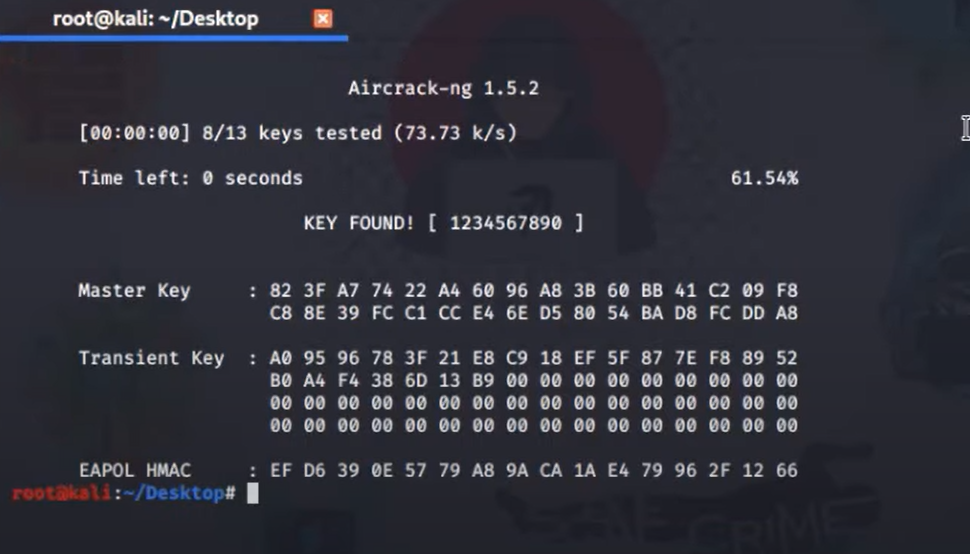 root@kali: ~/Desktop
Aircrack-ng 1.5.2
[00:00:00] 8/13 keys tested (73.73 k/s)
Time left: 0 seconds 61.54%
KEY FOUND! [ 1234567890 ]
Master Key : 82 3F A7 74 22 A4 60 96 A8 3B 60 BB 41 C2 09 F8
C8 8E 39 FC C1 CC E4 6E D5 80 54 BA D8 FC DD A8
Transient Key : A0 95 96 78 3F 21 E8 C9 18 EF 5F 87 7E F8 89 52
B0 A4 F4 38 6D 13 B9 00 00 00 00 00 00 00 00 00
00 00 00 00 00 00 00 00 00 00 00 00 00 00 00 00
00 00 00 00 00 00 00 00 00 00 00 00 00 00 00 00
EAPOL HMAC : EF D6 39 0E 57 79 A8 9A CA 1A E4 79 96 2F 12 66
root@kali:~/Desktop#
CRIME